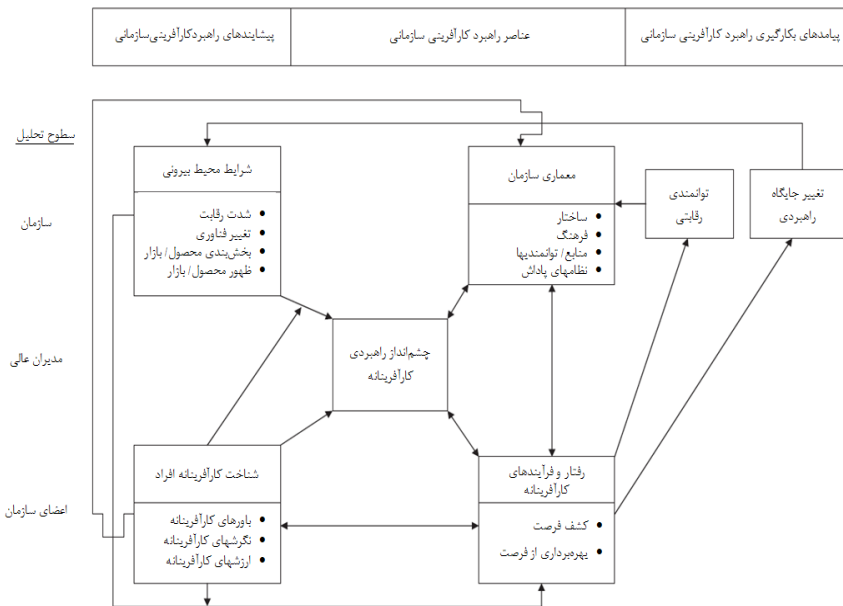 پیامدهای بکارگیری راهبرد کارآفرینی سازمانی
عناصر راهبرد کارآفرینی سازمانی
پیشایندهای راهبردکارآفرینی‌سازمانی
سطوح تحلیل
سازمان
مدیران عالی
اعضای سازمان
شرایط محیط بیرونی
شدت رقابت
تغییر فناوری
بخش‌بندی محصول/ بازار
ظهور محصول/ بازار
معماری سازمان
ساختار
فرهنگ
منابع/ توانمندیها
نظامهای پاداش
توانمندی
رقابتی
تغییر جایگاه
راهبردی
چشم‌انداز راهبردی
کارآفرینانه
شناخت کارآفرینانه افراد
باورهای کارآفرینانه
نگرشهای کارآفرینانه
ارزشهای کارآفرینانه
رفتار و فرآیندهای
کارآفرینانه
کشف فرصت
بهره‌برداری از فرصت